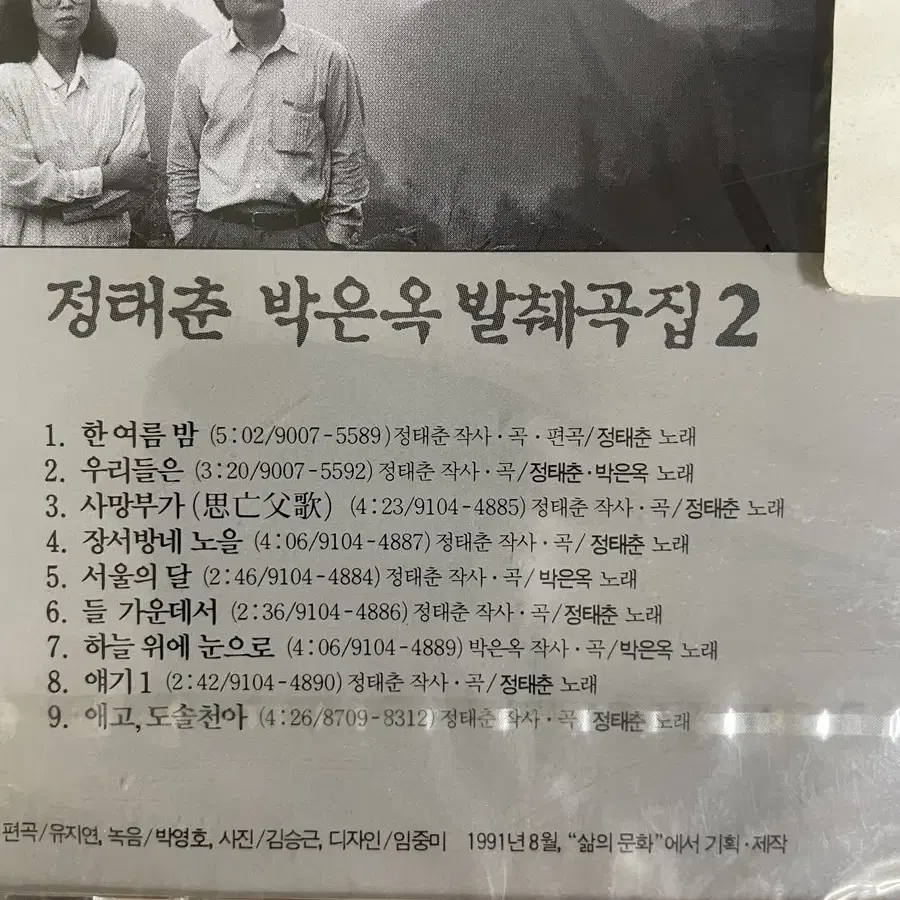 정태춘 박은옥 발췌곡집 2
1. 한여름 밤 (5:02/9007-5589) 정태춘 작사·곡·편곡/정태춘 노래
2. 우리들은 (3:20/9007-5592) 정태춘 작사·곡/정태춘·박은옥 노래
3. 사망부가 (思亡父歌) (4:23/9104-4885) 정태춘 작사·곡/정태춘 노래
4. 장서방네 노을 (4:06/9104-4887) 정태춘 작사·곡/정태춘 노래
5. 서울의 달 (2:46/9104-4884) 정태춘 작사·곡/박은옥 노래
6. 들 가운데서 (2:36/9104-4886) 정태춘 작사·곡/정태춘 노래
7. 하늘 위에 눈으로 (4:06/9104-4889) 박은옥 작사·곡/박은옥 노래
8. 얘기 1 (2:42/9104-4890) 정태춘 작사·곡/정태춘 노래
9. 애고, 도솔천아 (4:26/8709-8312) 정태춘 작사·곡/정태춘 노래
편곡/유지연, 녹음/박영호, 사진/김승근, 디자인/임중미 1991년 8월, “삶의 문화”에서 기획·제작